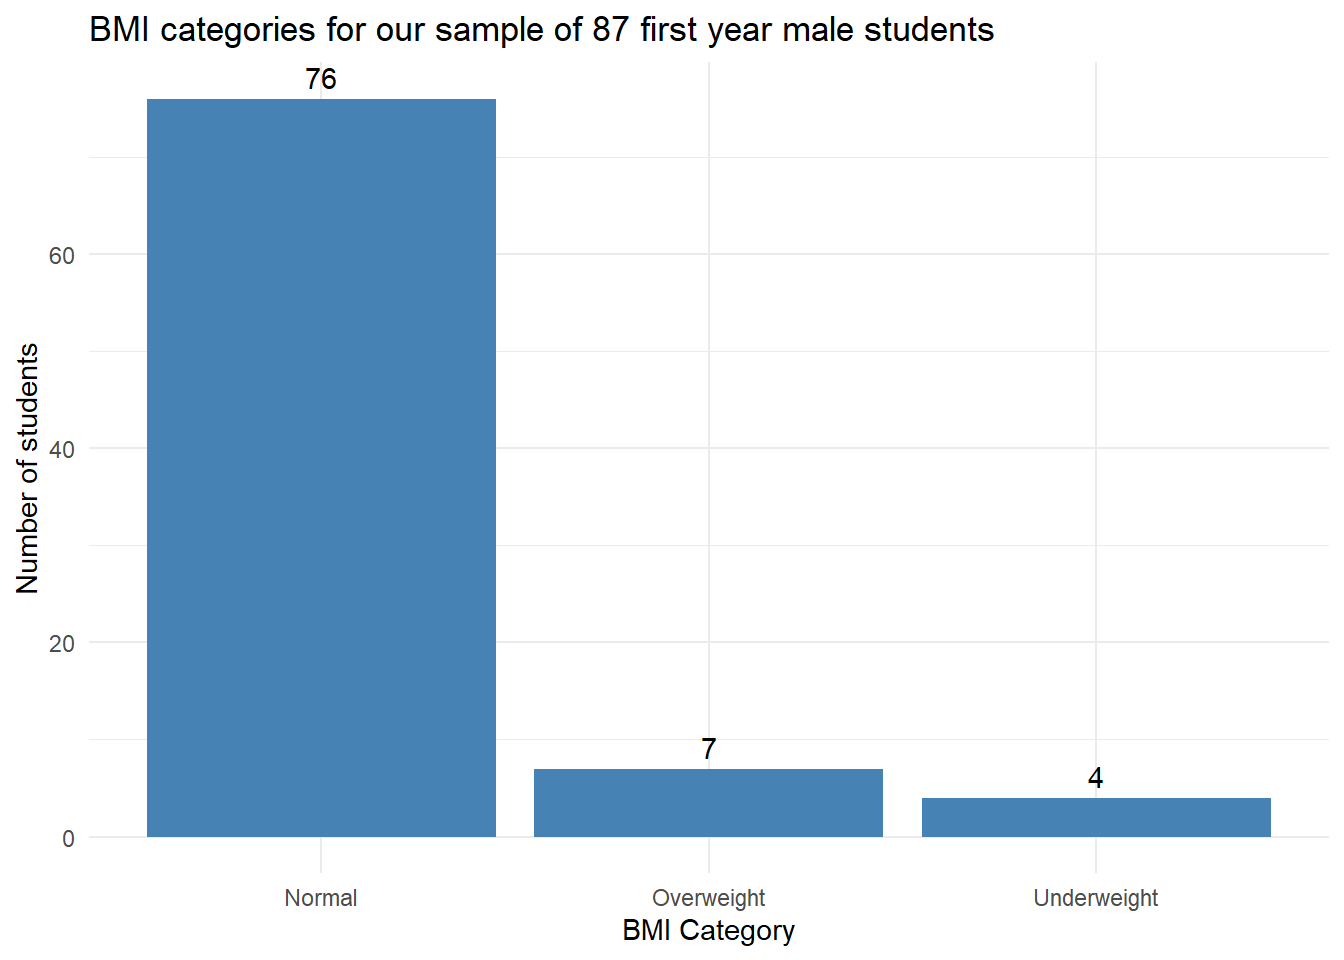 BMI categories for our sample of 87 first year male students
76
60
40
20
0
7
4
Number of students
Normal
Overweight
Underweight
BMI Category